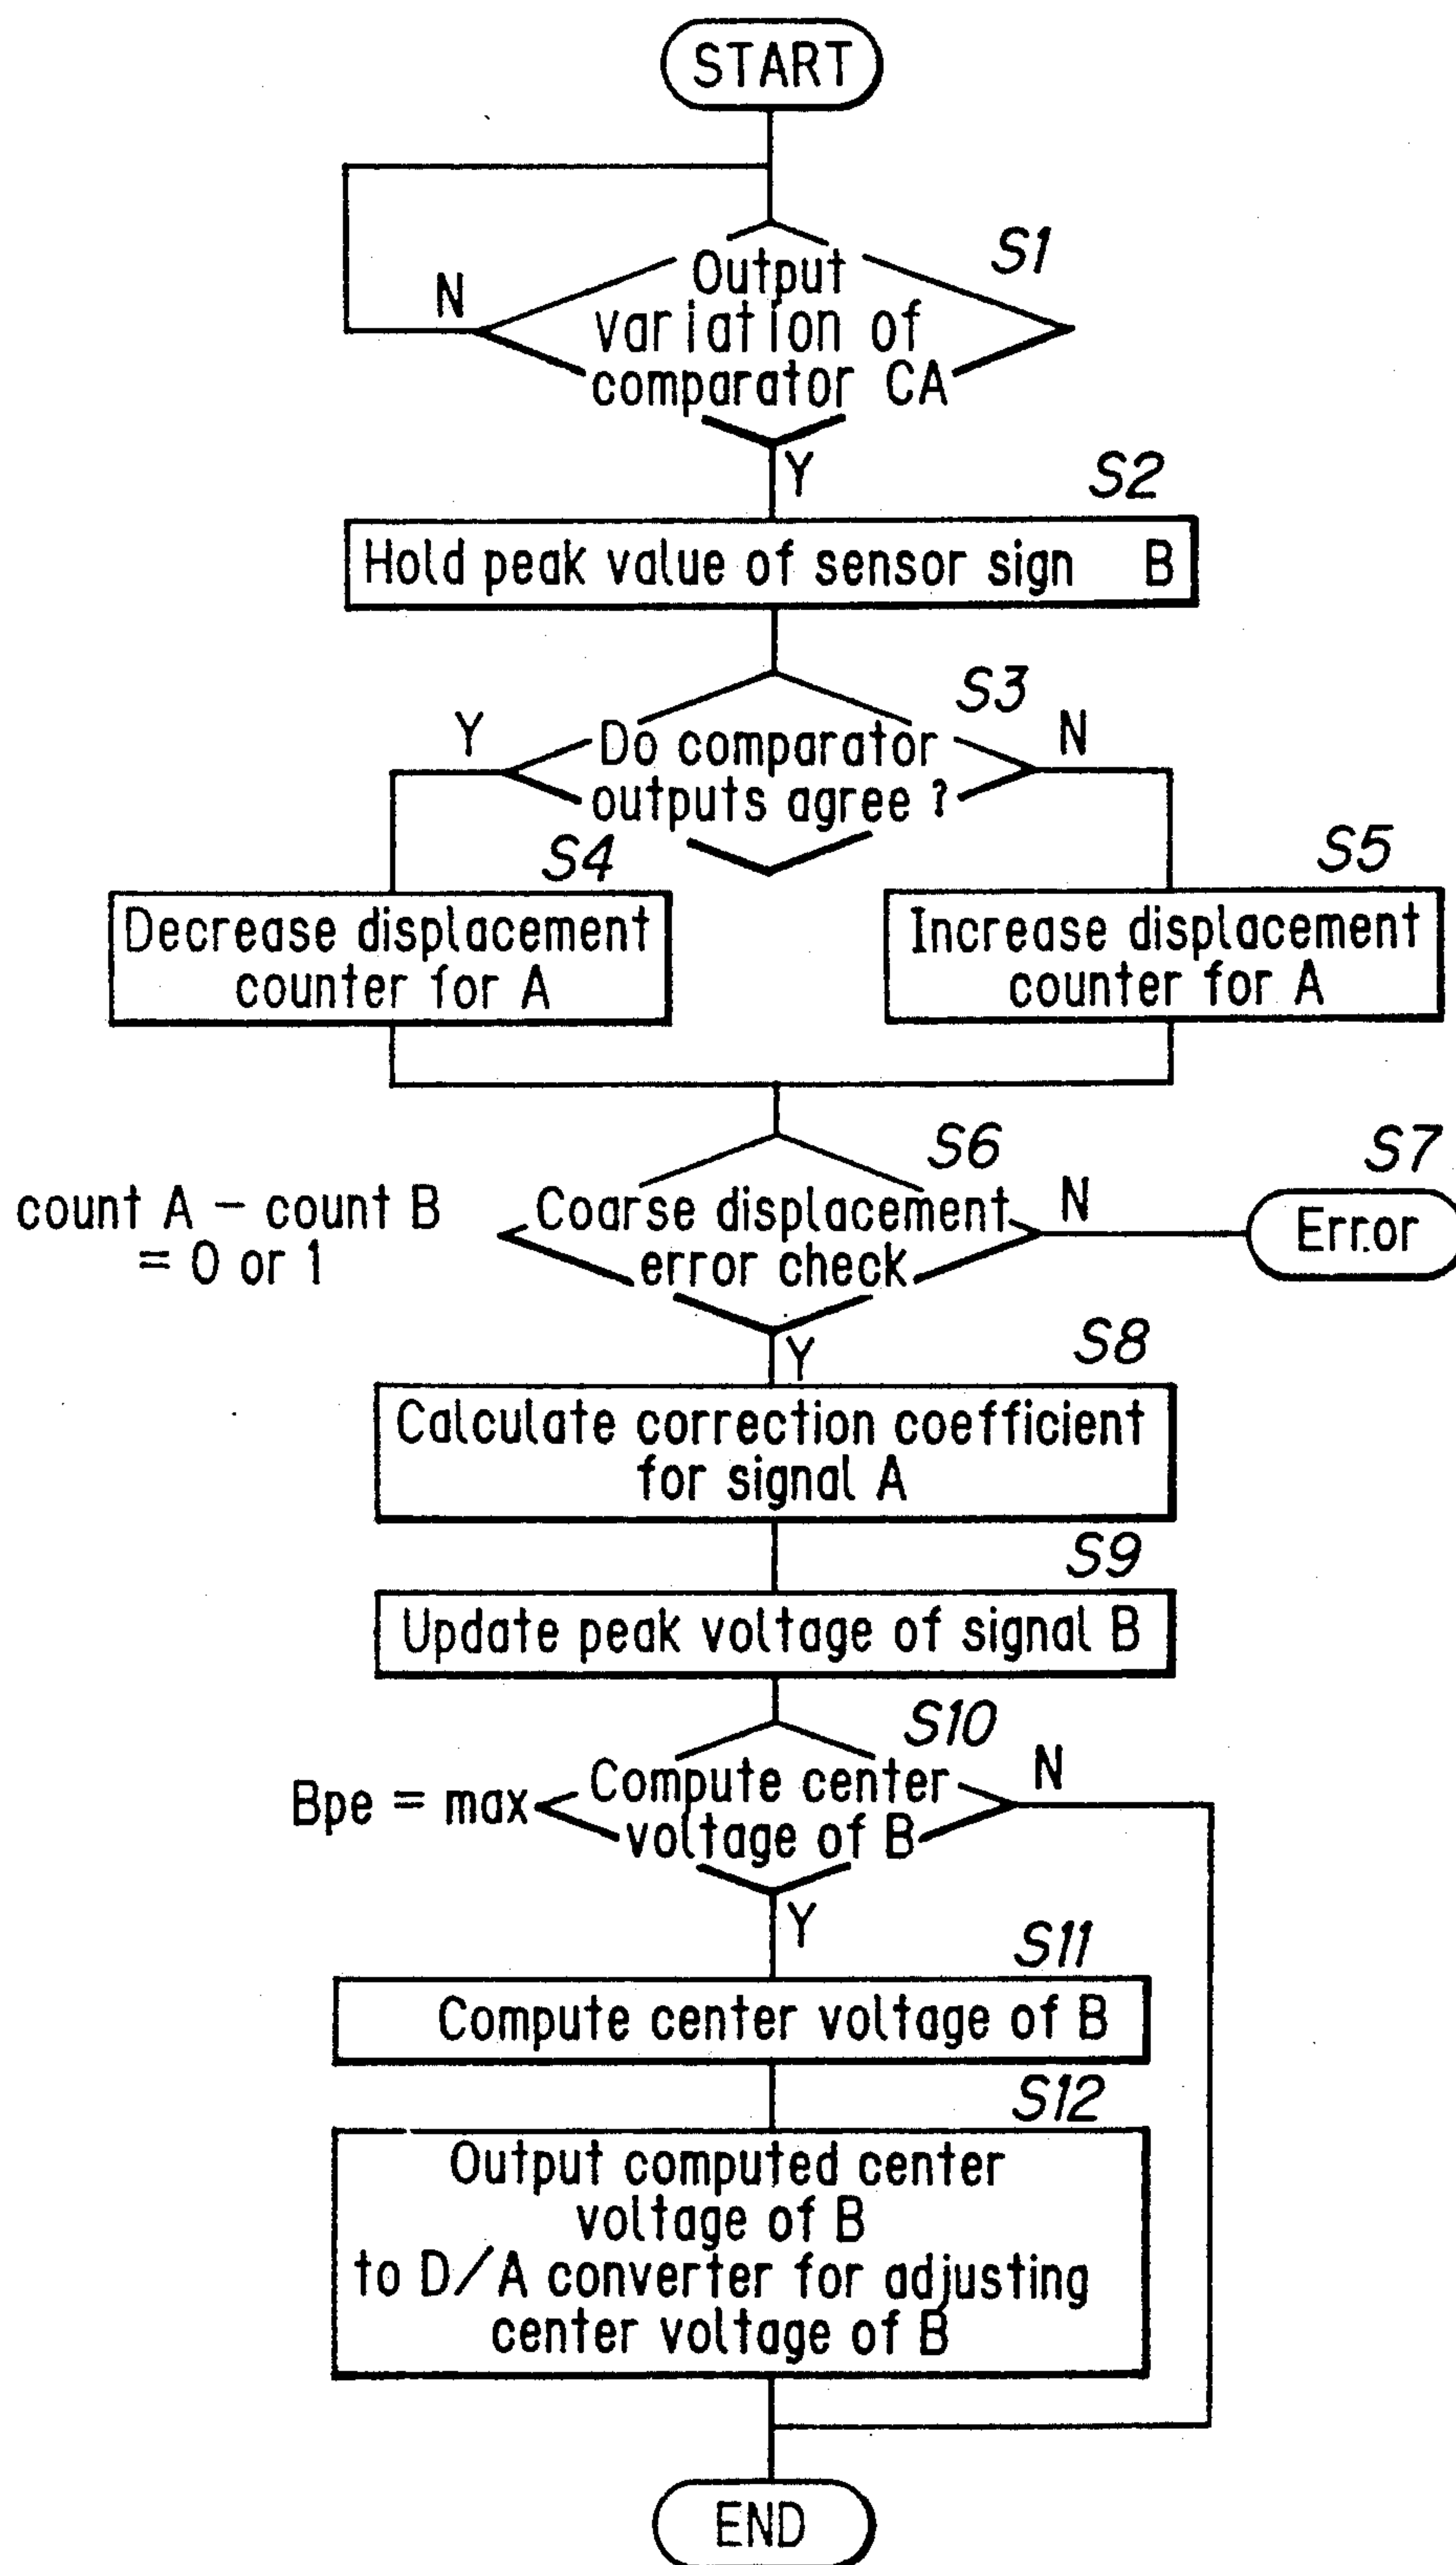 START
S1
N
Output
variation of
comparator CA
Y
S2
Hold peak value of sensor sign B
S3
Y
N
Do comparator
outputs agree ?
S4
S5
Decrease displacement
counter for A
Increase displacement
counter for A
S6
S7
count A – count B
= 0 or 1
Coarse displacement
error check
N
Error
Y
S8
Calculate correction coefficient
for signal A
S9
Update peak voltage of signal B
S10
Bpe = max
Compute center
voltage of B
N
Y
S11
Compute center voltage of B
S12
Output computed center
voltage of B
to D/A converter for adjusting
center voltage of B
END